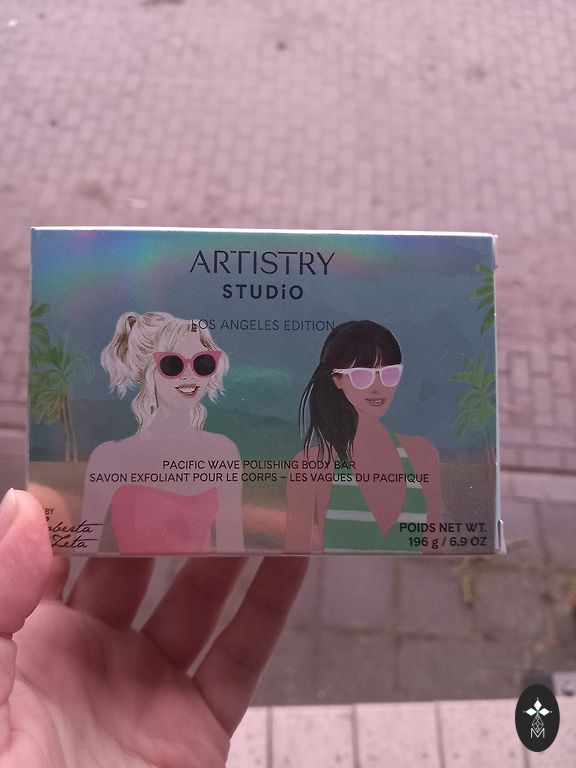 ARTISTRY
STUDiO
LOS ANGELES EDITION
PACIFIC WAVE POLISHING BODY BAR
SAVON EXFOLIANT POUR LE CORPS – LES VAGUES DU PACIFIQUE
BY
Zeta
POIDS NET WT.
196 g / 6.9 OZ
M